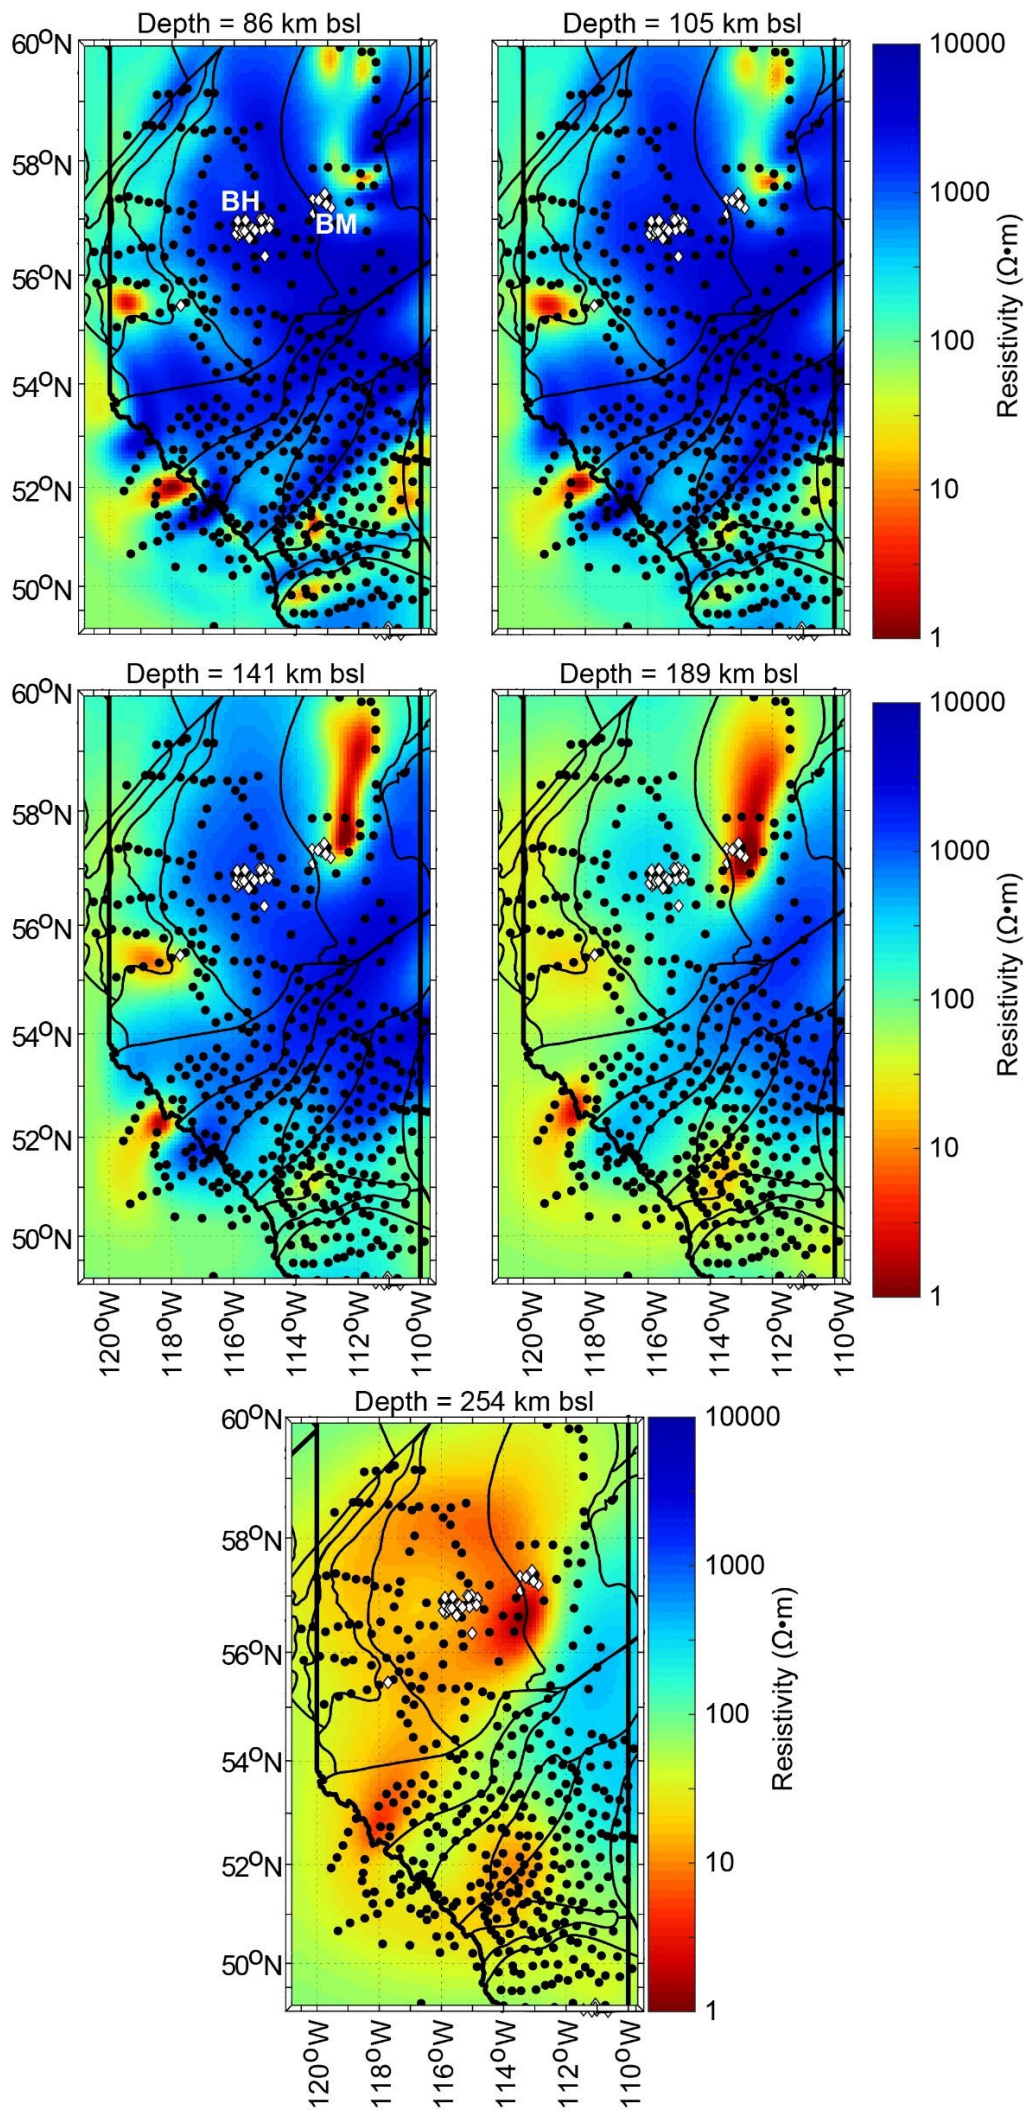 Depth = 86 km bsl
Depth = 105 km bsl
60°N
58°N
56°N
54°N
52°N
50°N
BH
BM
10000
1000
100
10
1
Resistivity (Ω•m)
Depth = 141 km bsl
Depth = 189 km bsl
60°N
58°N
56°N
54°N
52°N
50°N
10000
1000
100
10
1
Resistivity (Ω•m)
120°W
118°W
116°W
114°W
112°W
110°W
120°W
118°W
116°W
114°W
112°W
110°W
Depth = 254 km bsl
60°N
58°N
56°N
54°N
52°N
50°N
10000
1000
100
10
1
Resistivity (Ω•m)
120°W
118°W
116°W
114°W
112°W
110°W